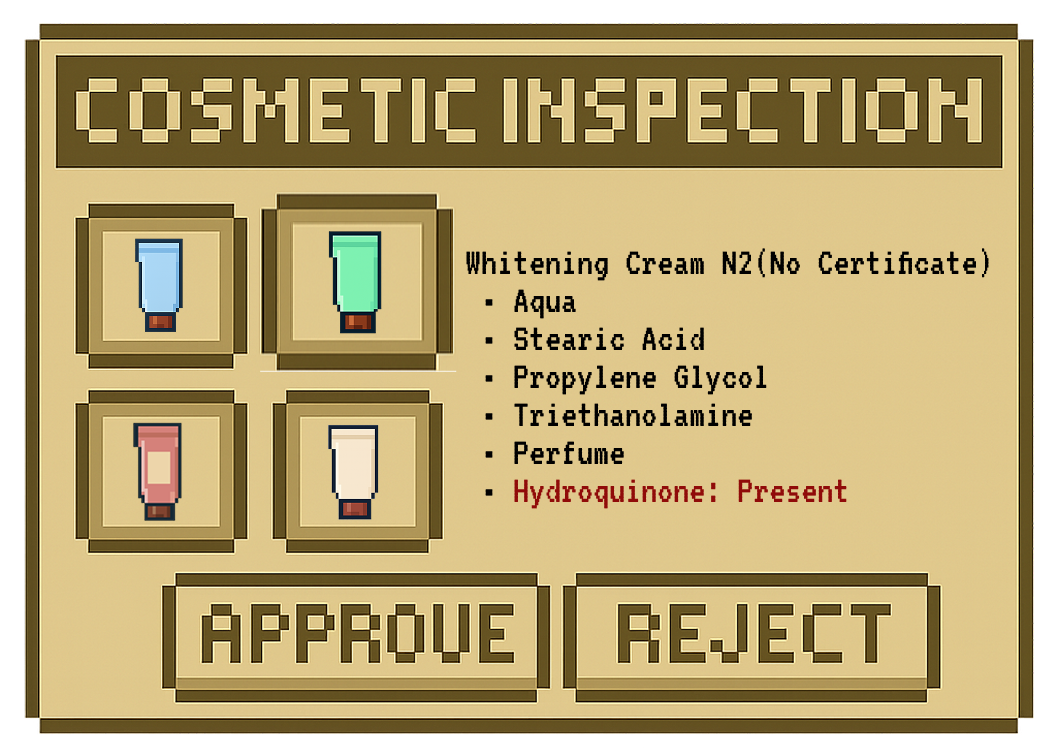 COSMETIC INSPECTION
Whitening Cream N2(No Certificate)
▪ Aqua
▪ Stearic Acid
▪ Propylene Glycol
▪ Triethanolamine
▪ Perfume
▪ Hydroquinone: Present
APPROVE REJECT